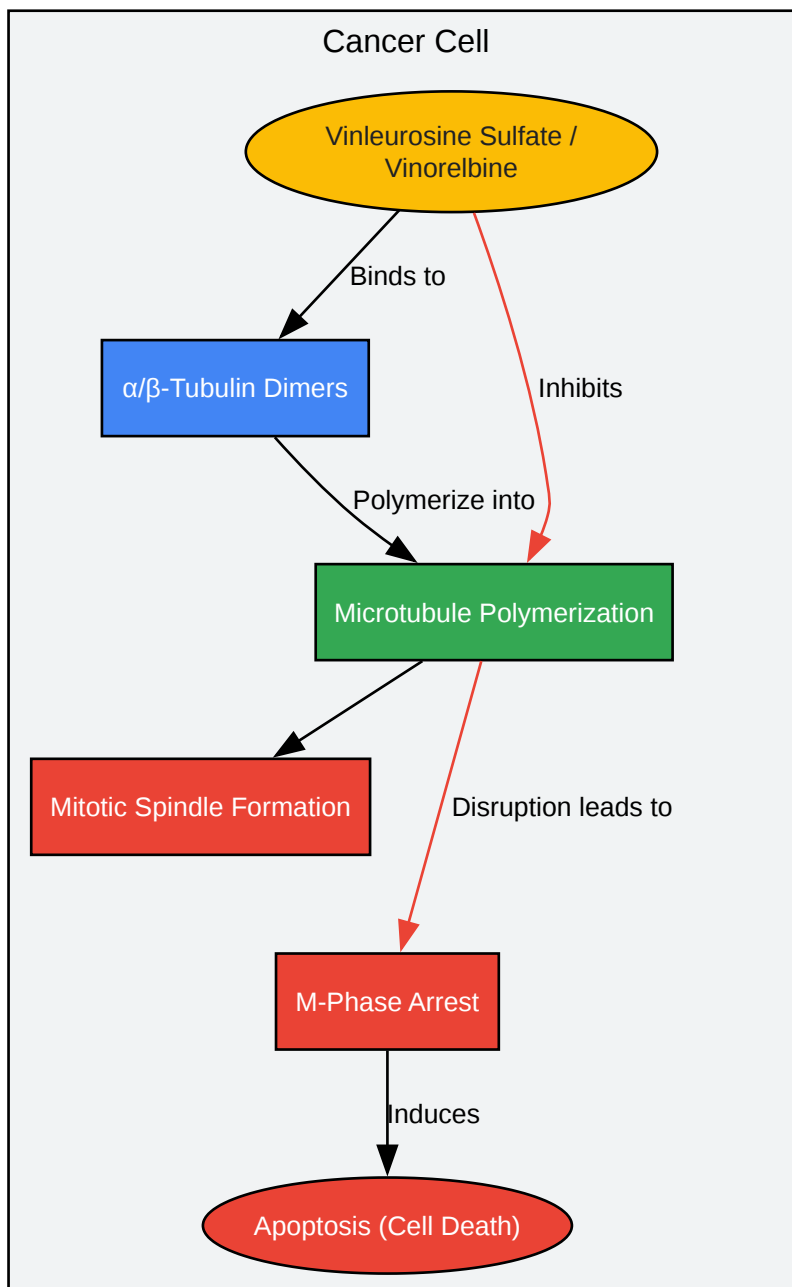 Cancer Cell
Vinleurosine Sulfate /
Vinorelbine
Binds to
α/β-Tubulin Dimers
Inhibits
Polymerize into
Microtubule Polymerization
Mitotic Spindle Formation
Disruption leads to
M-Phase Arrest
Induces
Apoptosis (Cell Death)